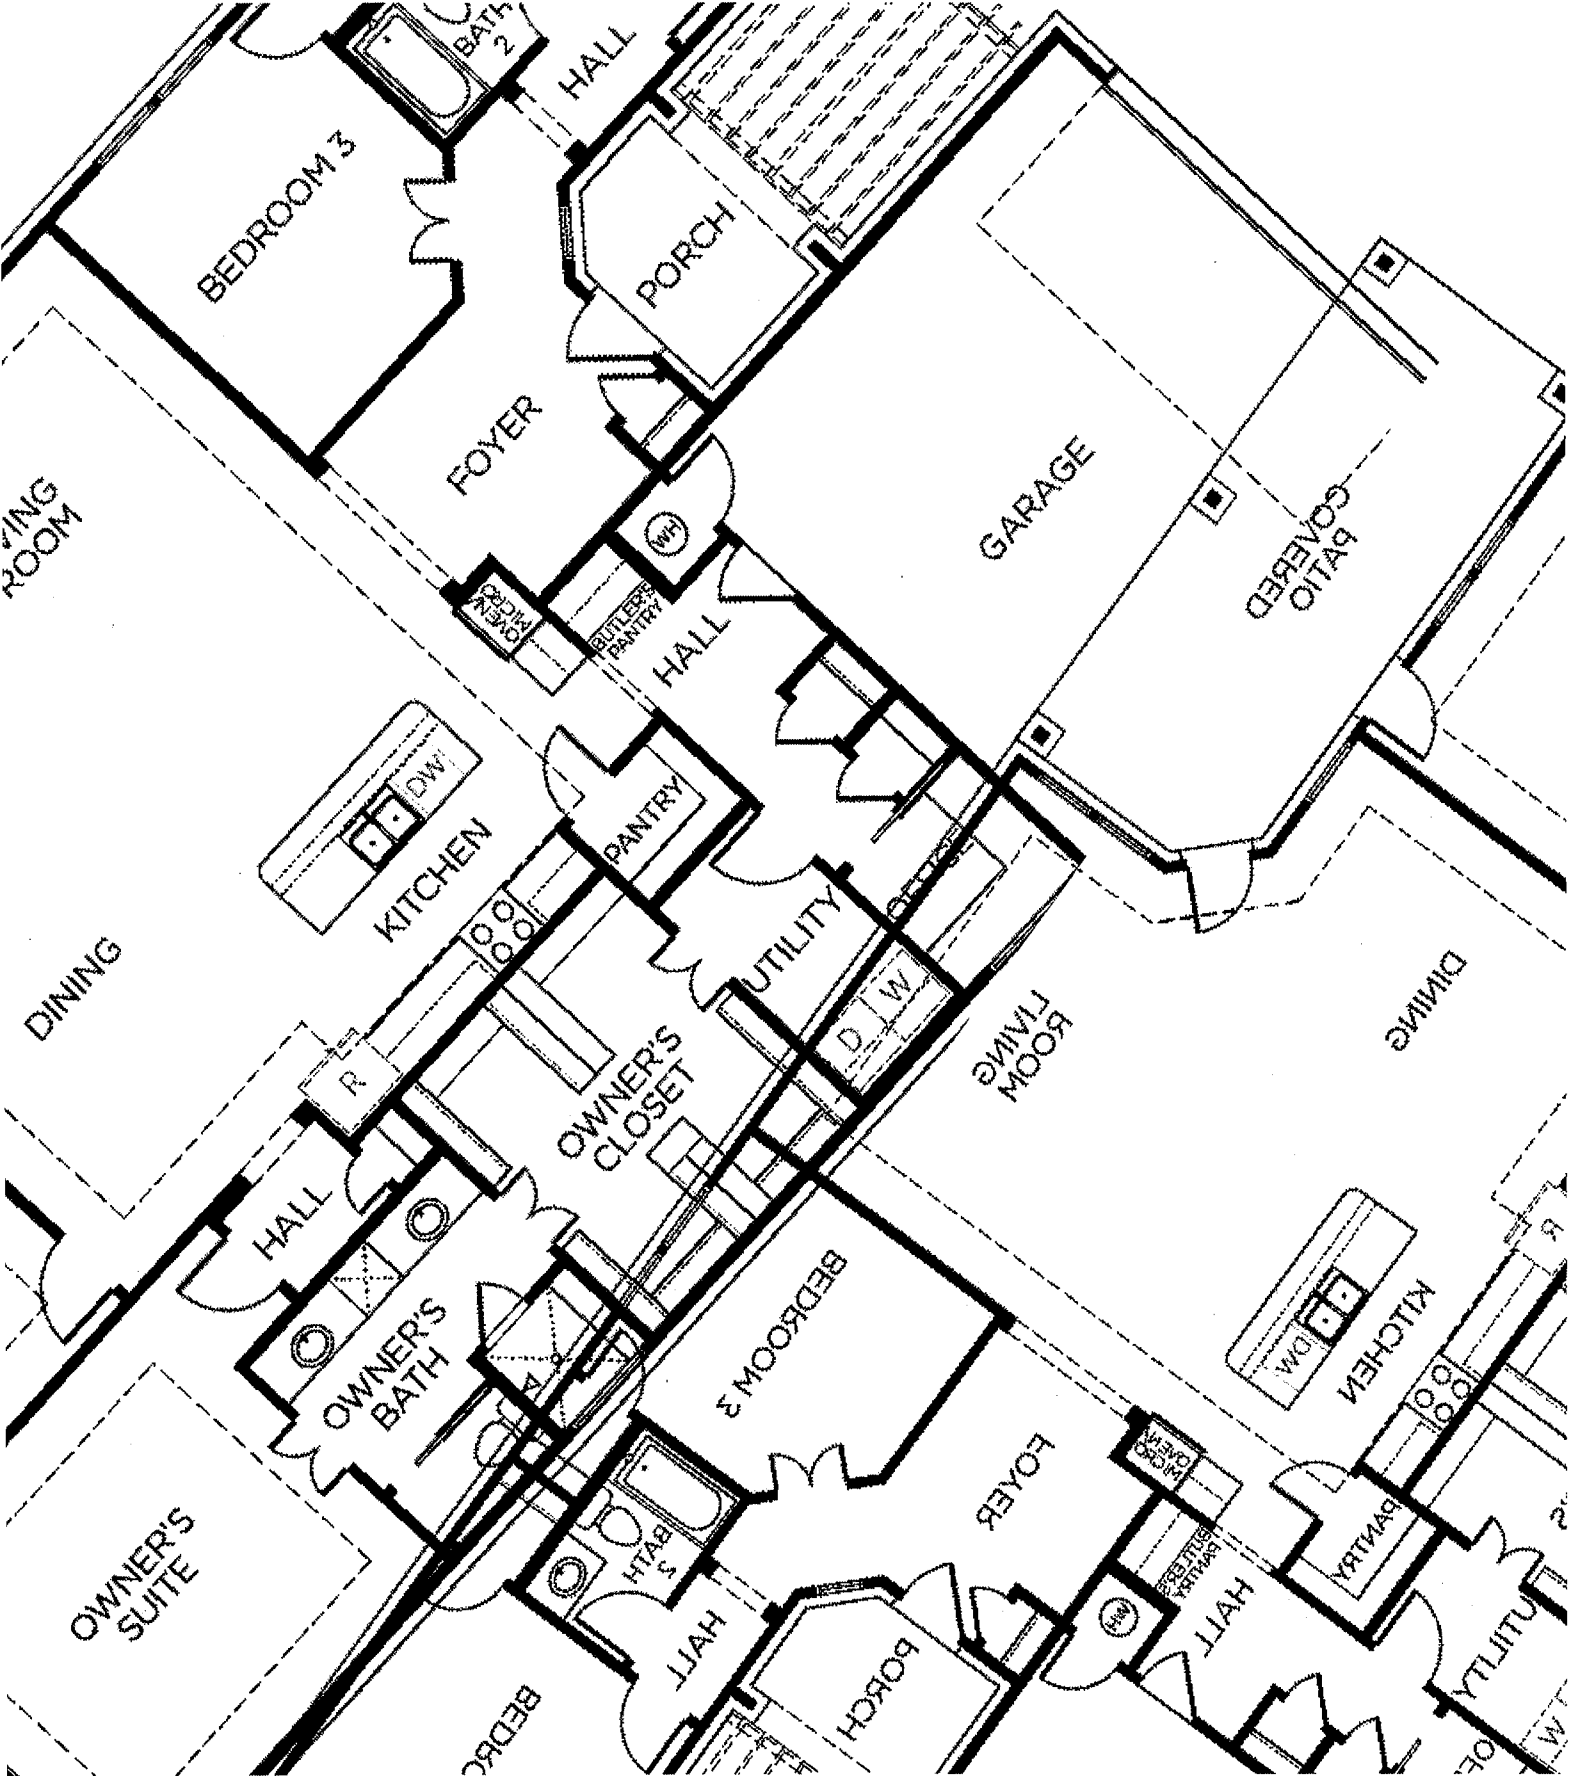 BATH
2
HALL
BEDROOM 3
PORCH
FOYER
GARAGE
COVERED
PATIO
WH
OVEN
MICRO
BUTLER'S
PANTRY
HALL
ROOM
DW
KITCHEN
PANTRY
UTILITY
DINING
D
W
LIVING
ROOM
DINING
R
OWNER'S
CLOSET
HALL
OWNER'S
BATH
OWNER'S
SUITE
BEDROOM 3
R
KITCHEN
DW
FOYER
OVEN
MICRO
PANTRY
BUTLER'S
PANTRY
BATH
2
HALL
WH
HALL
UTILITY
PORCH
W